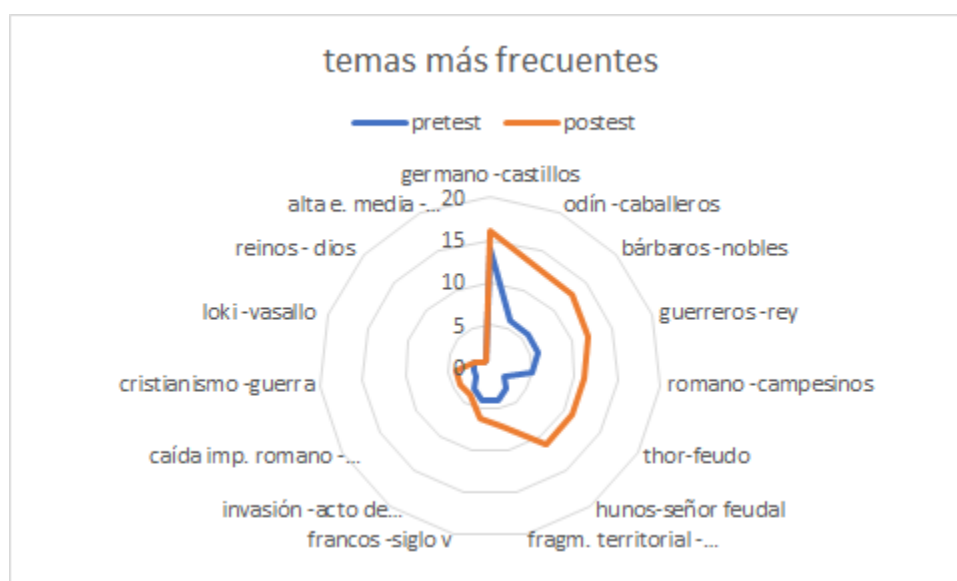 temas más frecuentes
pretest postest
germano -castillos
alta e. media -...
odín -caballeros
reinos - dios
bárbaros -nobles
loki -vasallo
guerreros -rey
cristianismo -guerra
romano -campesinos
caída imp. romano -...
thor-feudo
invasión -acto de...
hunos-señor feudal
francos -siglo v
fragm. territorial -...
20
15
10
5
0